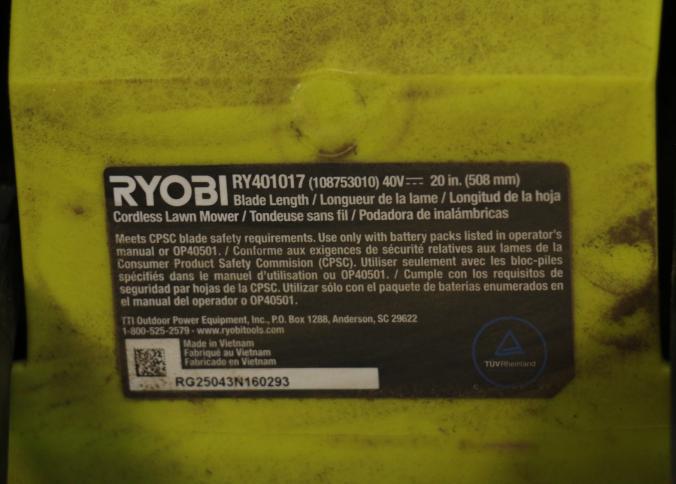 RYOBI RY401017 (108753010) 40V⎓ 20 in. (508 mm)
Blade Length / Longueur de la lame / Longitud de la hoja
Cordless Lawn Mower / Tondeuse sans fil / Podadora de inalámbricas
Meets CPSC blade safety requirements. Use only with battery packs listed in operator's
manual or OP40501. / Conforme aux exigences de sécurité relatives aux lames de la
Consumer Product Safety Commision (CPSC). Utiliser seulement avec les bloc-piles
spécifiés dans le manuel d'utilisation ou OP40501. / Cumple con los requisitos de
seguridad par hojas de la CPSC. Utilizar sólo con el paquete de baterías enumerados en
el manual del operador o OP40501.
TTI Outdoor Power Equipment, Inc., P.O. Box 1288, Anderson, SC 29622
1-800-525-2579 · www.ryobitools.com
Made in Vietnam
Fabriqué au Vietnam
Fabricado en Vietnam
RG25043N160293
TÜVRheinland